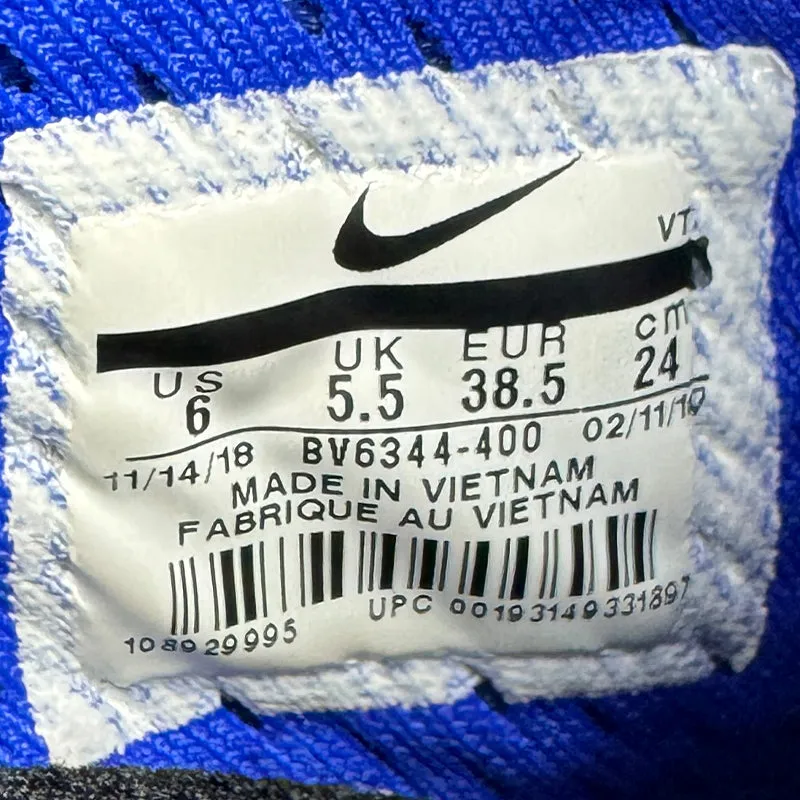 VT
US UK EUR cm
6 5.5 38.5 24
11/14/18 BV6344-400 02/11/19
MADE IN VIETNAM
FABRIQUE AU VIETNAM
UPC 00193149331897
108929995